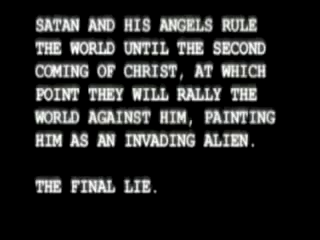 SATAN AND HIS ANGELS RULE
THE WORLD UNTIL THE SECOND
COMING OF CHRIST, AT WHICH
POINT THEY WILL RALLY THE
WORLD AGAINST HIM, PAINTING
HIM AS AN INVADING ALIEN.
THE FINAL LIE.